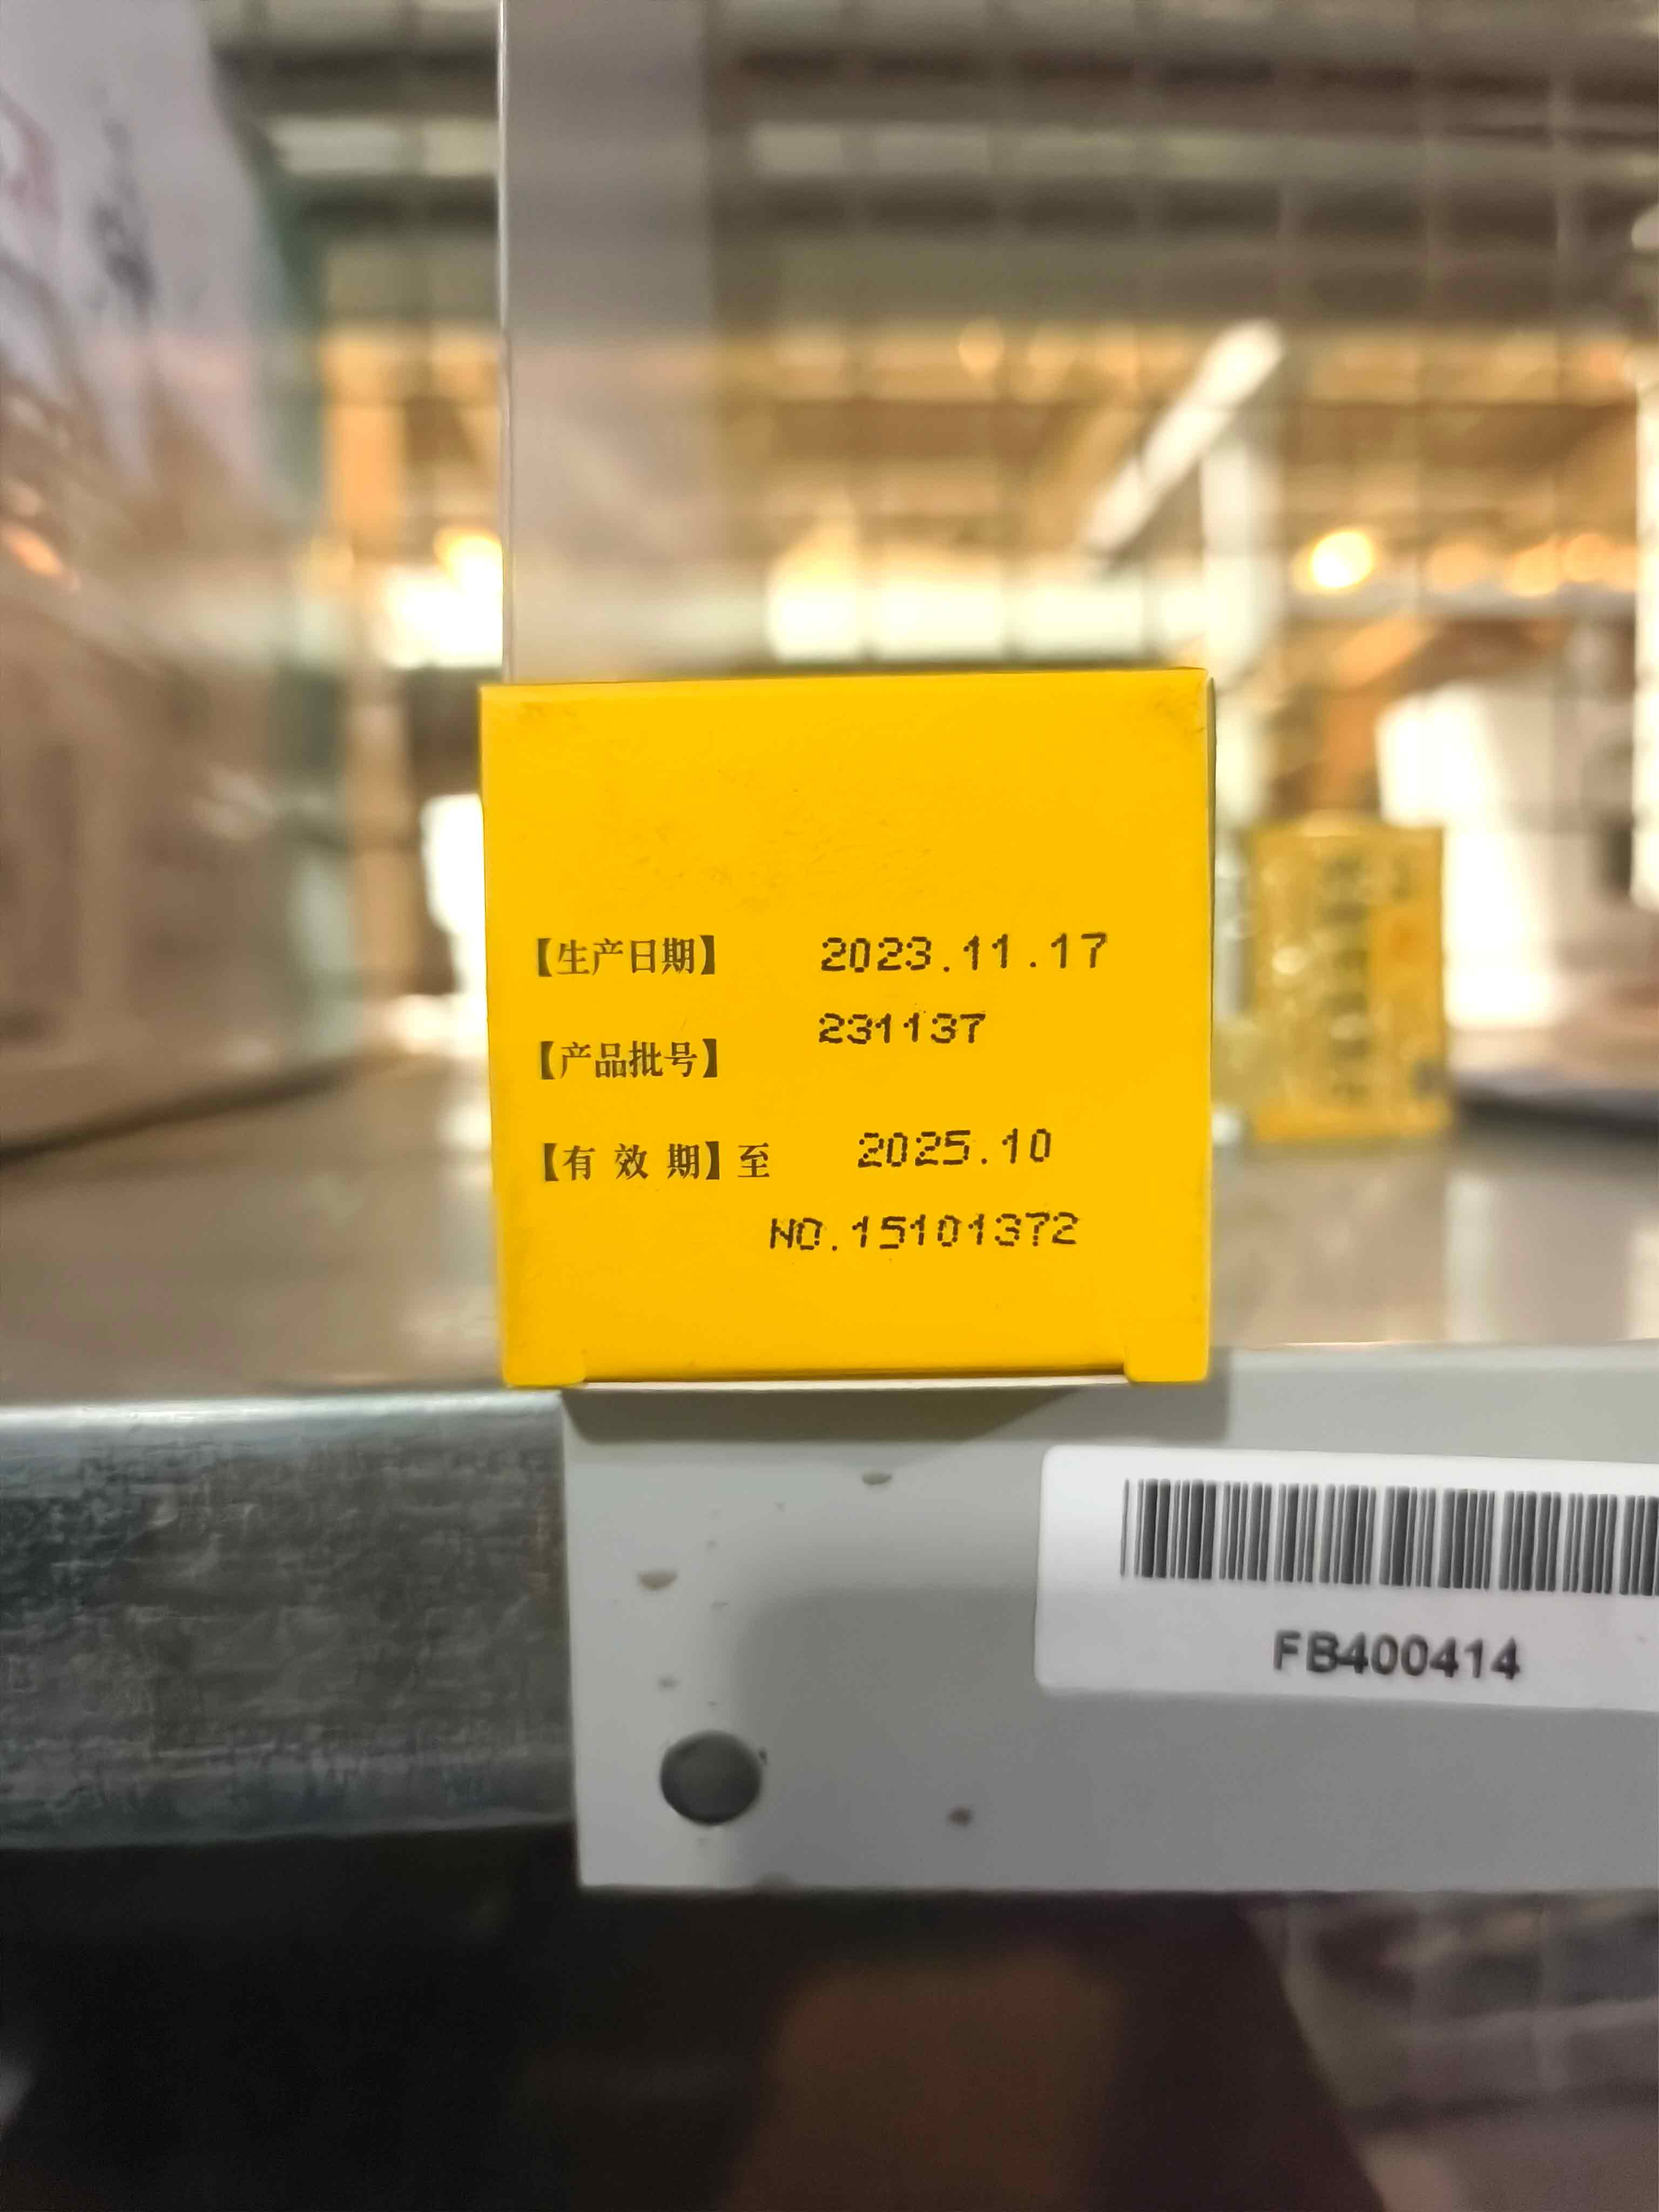 【生产日期】 2023.11.17
【产品批号】 231137
【有 效 期】至 2025.10
NO.15101372
FB400414